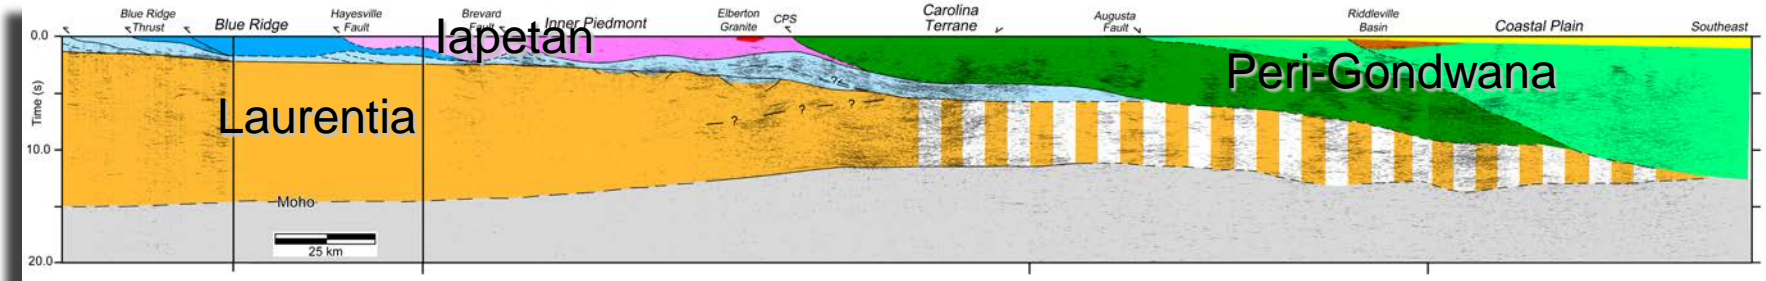 Blue Ridge
Thrust
Blue Ridge
Hayesville
Fault
Brevard
Fault
Inner Piedmont
Elberton
Granite
CPS
Carolina
Terrane
Augusta
Fault
Riddleville
Basin
Coastal Plain
Southeast
Iapetan
Peri-Gondwana
Laurentia
0.0
10.0
20.0
Time (s)
?
?
?
?
Moho
25 km